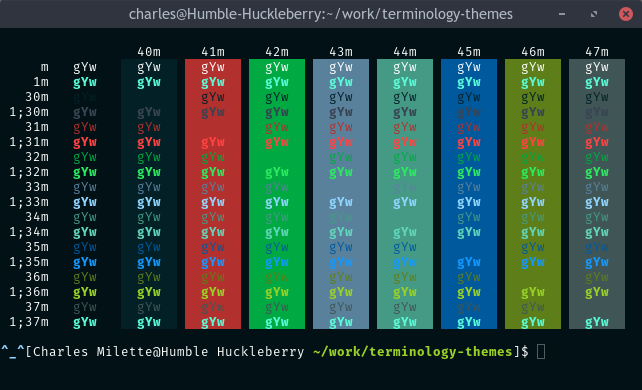 charles@Humble-Huckleberry:~/work/terminology-themes
40m 41m 42m 43m 44m 45m 46m 47m
m gYw gYw gYw gYw gYw gYw gYw gYw gYw
1m gYw gYw gYw gYw gYw gYw gYw gYw gYw
30m gYw gYw gYw gYw gYw gYw gYw
1;30m gYw gYw gYw gYw gYw gYw gYw gYw gYw
31m gYw gYw gYw gYw gYw gYw gYw gYw
1;31m gYw gYw gYw gYw gYw gYw gYw gYw gYw
32m gYw gYw gYw gYw gYw gYw gYw gYw
1;32m gYw gYw gYw gYw gYw gYw gYw gYw gYw
33m gYw gYw gYw gYw gYw gYw gYw gYw
1;33m gYw gYw gYw gYw gYw gYw gYw gYw gYw
34m gYw gYw gYw gYw gYw gYw gYw gYw
1;34m gYw gYw gYw gYw gYw gYw gYw gYw gYw
35m gYw gYw gYw gYw gYw gYw gYw gYw
1;35m gYw gYw gYw gYw gYw gYw gYw gYw gYw
36m gYw gYw gYw gYw gYw gYw gYw gYw
1;36m gYw gYw gYw gYw gYw gYw gYw gYw gYw
37m gYw gYw gYw gYw gYw gYw gYw gYw
1;37m gYw gYw gYw gYw gYw gYw gYw gYw gYw
^_^[Charles Milette@Humble Huckleberry ~/work/terminology-themes]$